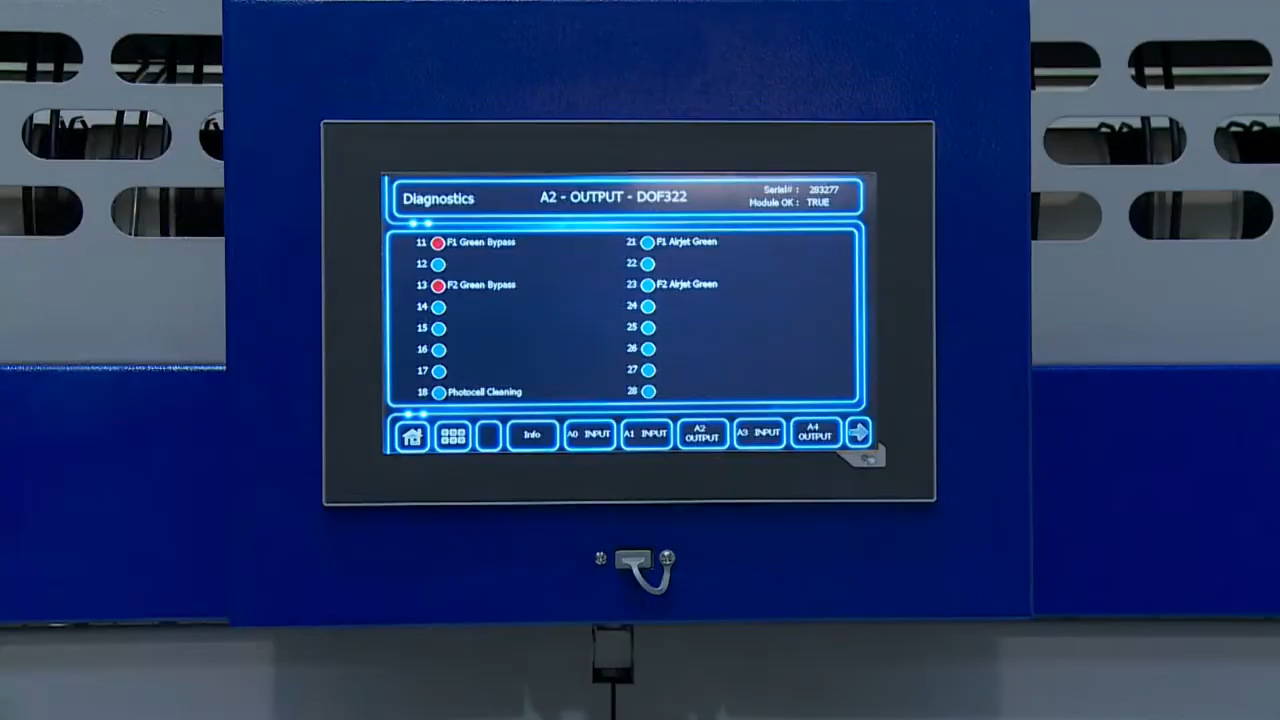 Diagnostics
A2 - OUTPUT - DOF322
Serial# : 283277
Module OK : TRUE
11 F1 Green Bypass
12
13 F2 Green Bypass
14
15
16
17
18 Photocell Cleaning
21 F1 Airjet Green
22
23 F2 Airjet Green
24
25
26
27
28
Info
A0 INPUT
A1 INPUT
A2
OUTPUT
A3 INPUT
A4
OUTPUT